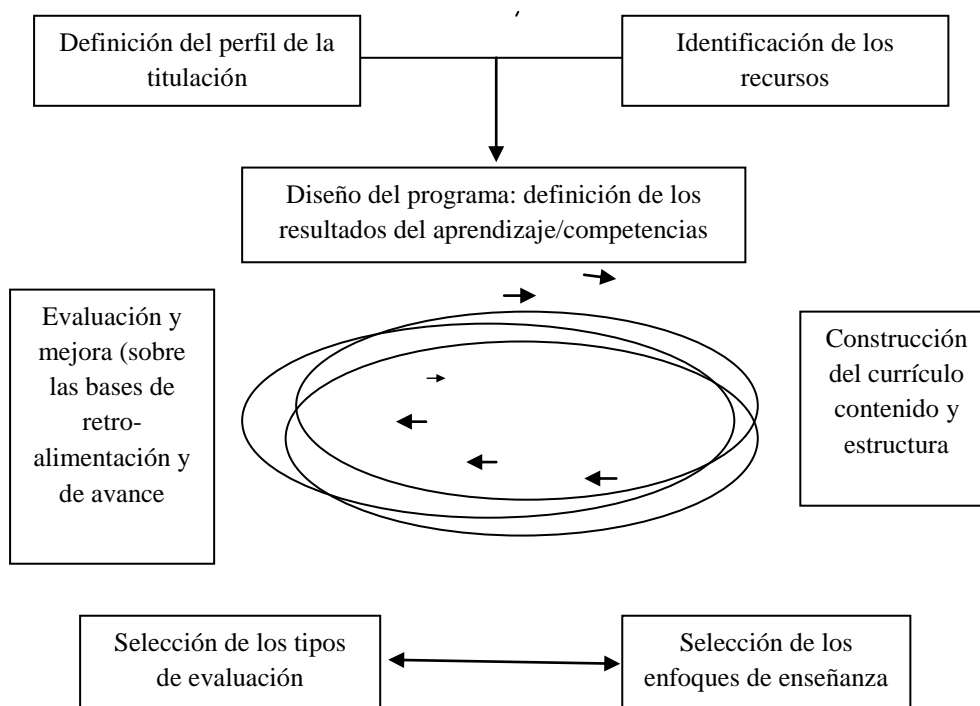 Definición del perfil de la
titulación
Identificación de los
recursos
Diseño del programa: definición de los
resultados del aprendizaje/competencias
Evaluación y
mejora (sobre
las bases de
retro-
alimentación y
de avance
Construcción
del currículo
contenido y
estructura
Selección de los tipos
de evaluación
Selección de los
enfoques de enseñanza